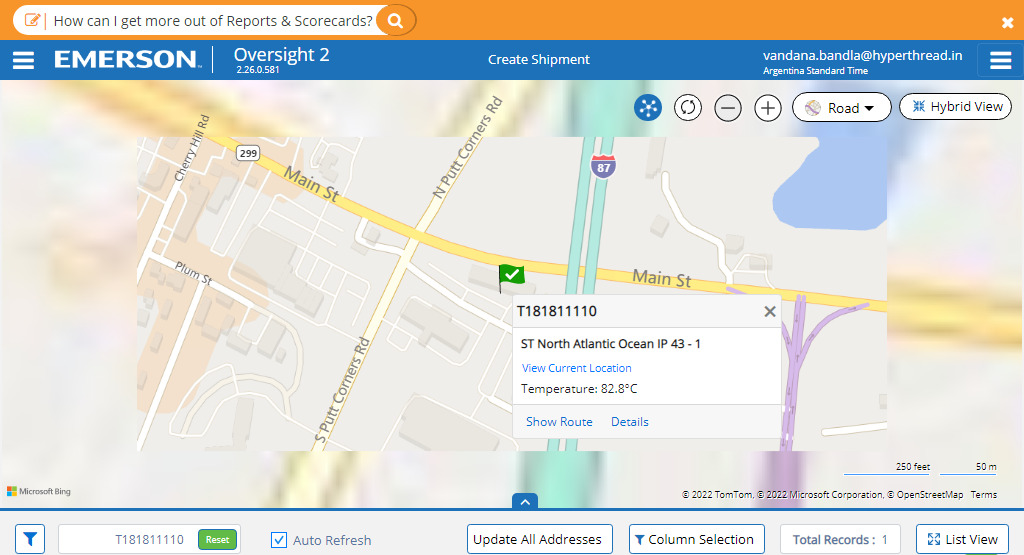 How can I get more out of Reports & Scorecards?
EMERSON™
Oversight 2
2.26.0.581
Create Shipment
vandana.bandla@hyperthread.in
Argentina Standard Time
Road
Hybrid View
Cherry Hill Rd
299
Main St
N Putt Corners Rd
87
Plum St
Main St
S Putt Corners Rd
T181811110
ST North Atlantic Ocean IP 43 - 1
View Current Location
Temperature: 82.8°C
Show Route Details
250 feet 50 m
Microsoft Bing
© 2022 TomTom, © 2022 Microsoft Corporation, © OpenStreetMap Terms
T181811110 Reset
Auto Refresh
Update All Addresses
Column Selection
Total Records : 1
List View